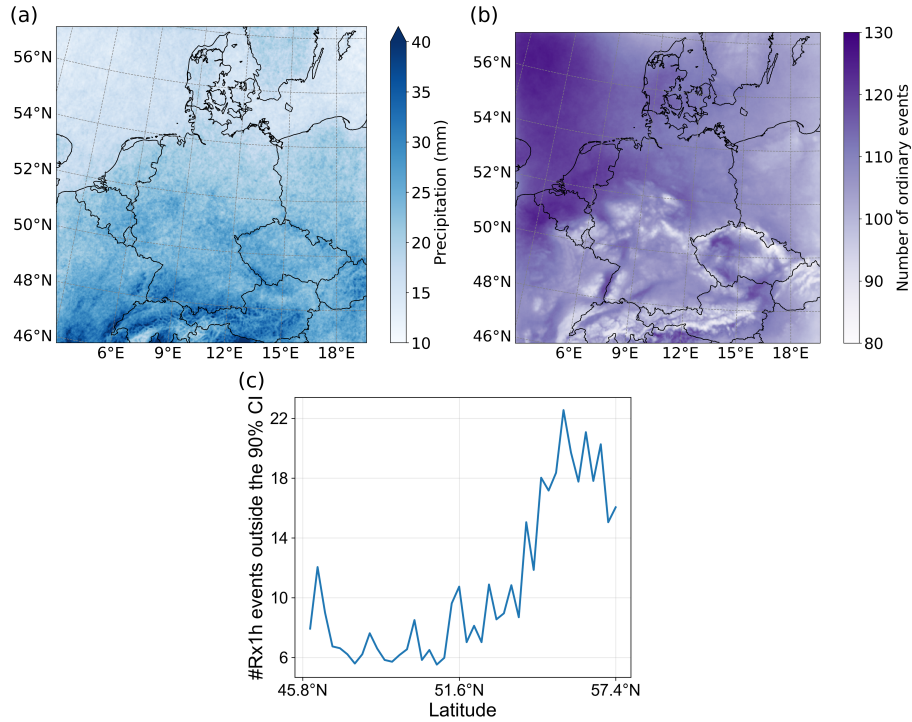 (a)
56°N
54°N
52°N
50°N
48°N
46°N
6°E 9°E 12°E 15°E 18°E
40
35
30
25
20
15
10
Precipitation (mm)
(b)
56°N
54°N
52°N
50°N
48°N
46°N
6°E 9°E 12°E 15°E 18°E
130
120
110
100
90
80
Number of ordinary events
(c)
#Rx1h events outside the 90% CI
22
18
14
10
6
45.8°N 51.6°N 57.4°N
Latitude